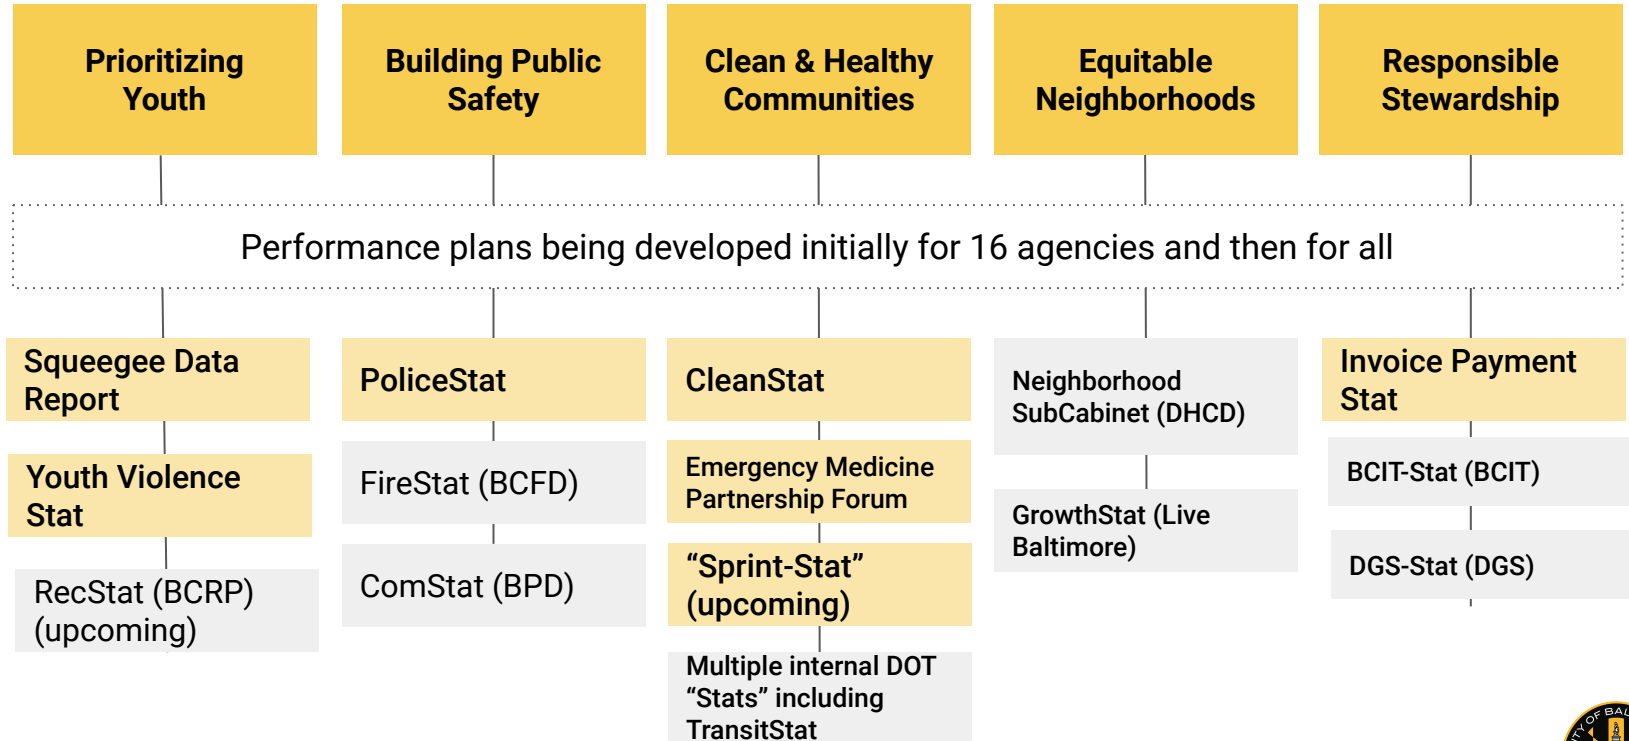 Prioritizing
Youth
Building Public
Safety
Clean & Healthy
Communities
Equitable
Neighborhoods
Responsible
Stewardship
Performance plans being developed initially for 16 agencies and then for all
Squeegee Data
Report
Youth Violence
Stat
RecStat (BCRP)
(upcoming)
PoliceStat
FireStat (BCFD)
ComStat (BPD)
CleanStat
Emergency Medicine
Partnership Forum
“Sprint-Stat”
(upcoming)
Multiple internal DOT
“Stats” including
TransitStat
Neighborhood
SubCabinet (DHCD)
GrowthStat (Live
Baltimore)
Invoice Payment
Stat
BCIT-Stat (BCIT)
DGS-Stat (DGS)